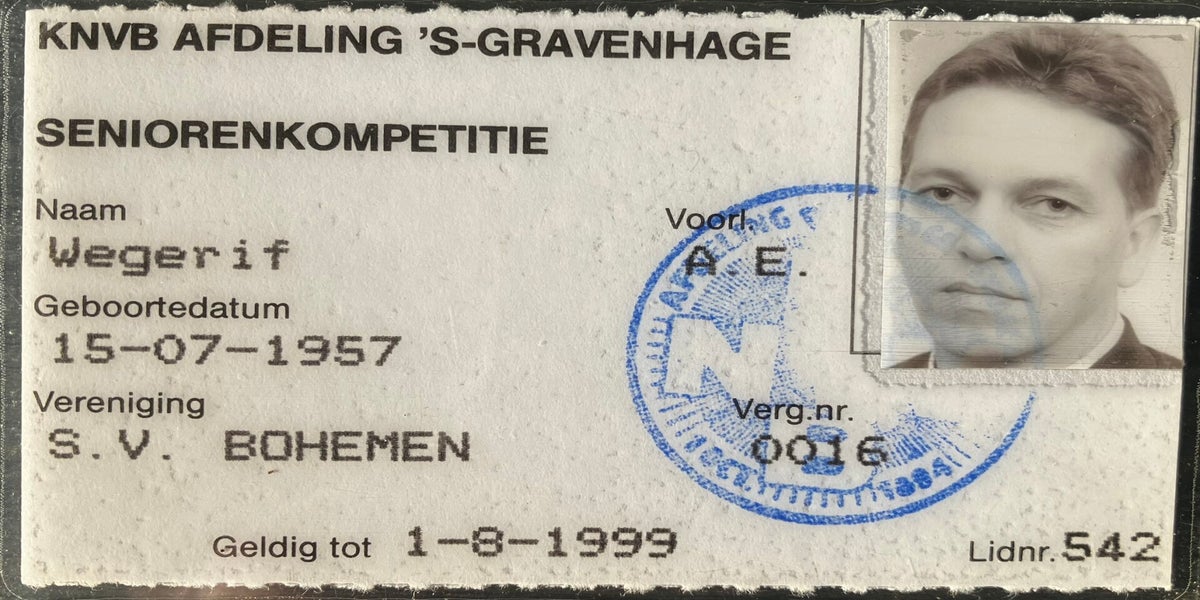 KNVB AFDELING 'S-GRAVENHAGE
SENIORENKOMPETITIE
Naam
Wegerif
Voorl.
A.E.
Geboortedatum
15-07-1957
Vereniging
S.V. BOHEMEN
Verg.nr.
0016
Geldig tot 1-8-1999
Lidnr. 542
AFDELING